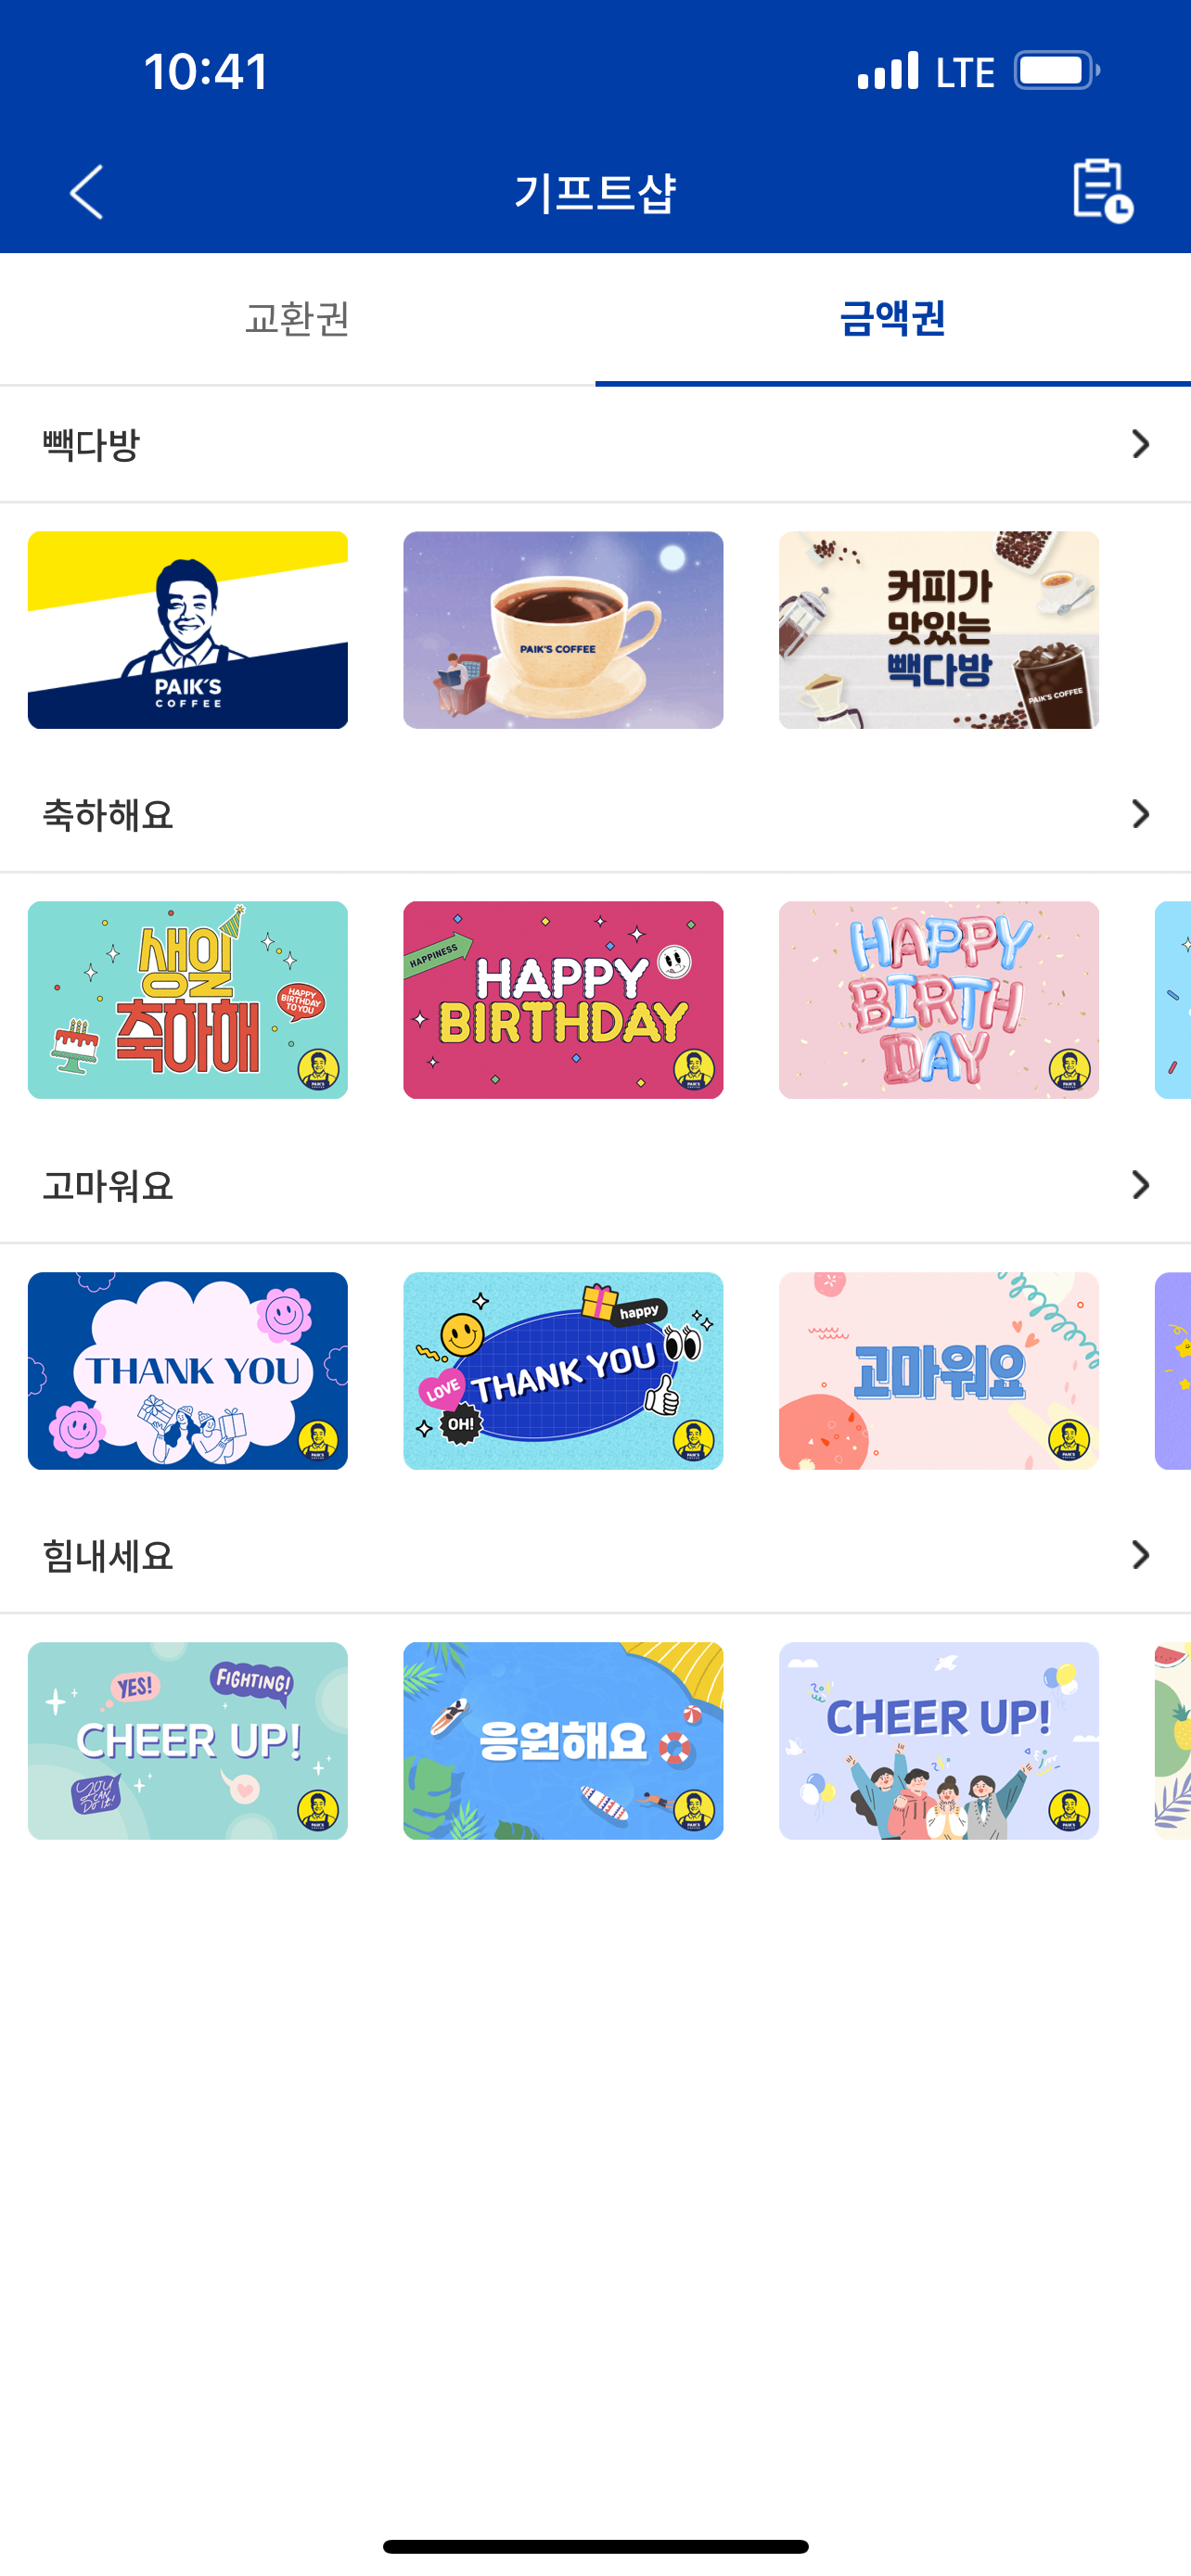 10:41
LTE
기프트샵
교환권
금액권
빽다방
PAIK'S
COFFEE
PAIK'S COFFEE
커피가
맛있는
빽다방
PAIK'S COFFEE
축하해요
생일
축하해
HAPPY
BIRTHDAY
TO YOU
HAPPINESS
HAPPY
BIRTHDAY
HAPPY
BIRTH
DAY
고마워요
THANK YOU
happy
THANK YOU
LOVE
OH!
고마워요
힘내세요
YES!
FIGHTING!
CHEER UP!
YOU
CAN
DO IT!
응원해요
CHEER UP!